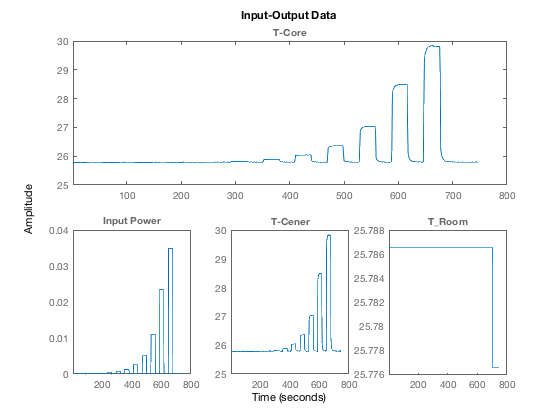 Input-Output Data
T-Core
30
29
28
27
26
25
100 200 300 400 500 600 700 800
Amplitude
Input Power
0.04
0.03
0.02
0.01
0
200 400 600 800
T-Cener
30
29
28
27
26
25
200 400 600 800
T_Room
25.788
25.786
25.784
25.782
25.78
25.778
25.776
200 400 600 800
Time (seconds)